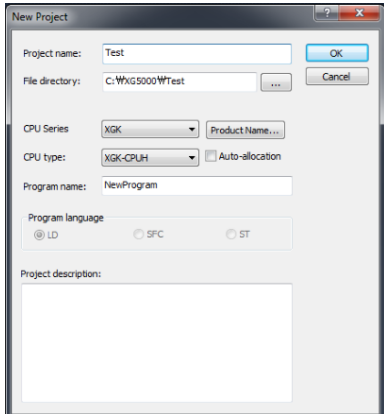 New Project
Project name: Test OK
File directory: C:₩XG5000₩Test ... Cancel
CPU Series XGK Product Name...
CPU type: XGK-CPUH Auto-allocation
Program name: NewProgram
Program language
LD SFC ST
Project description: